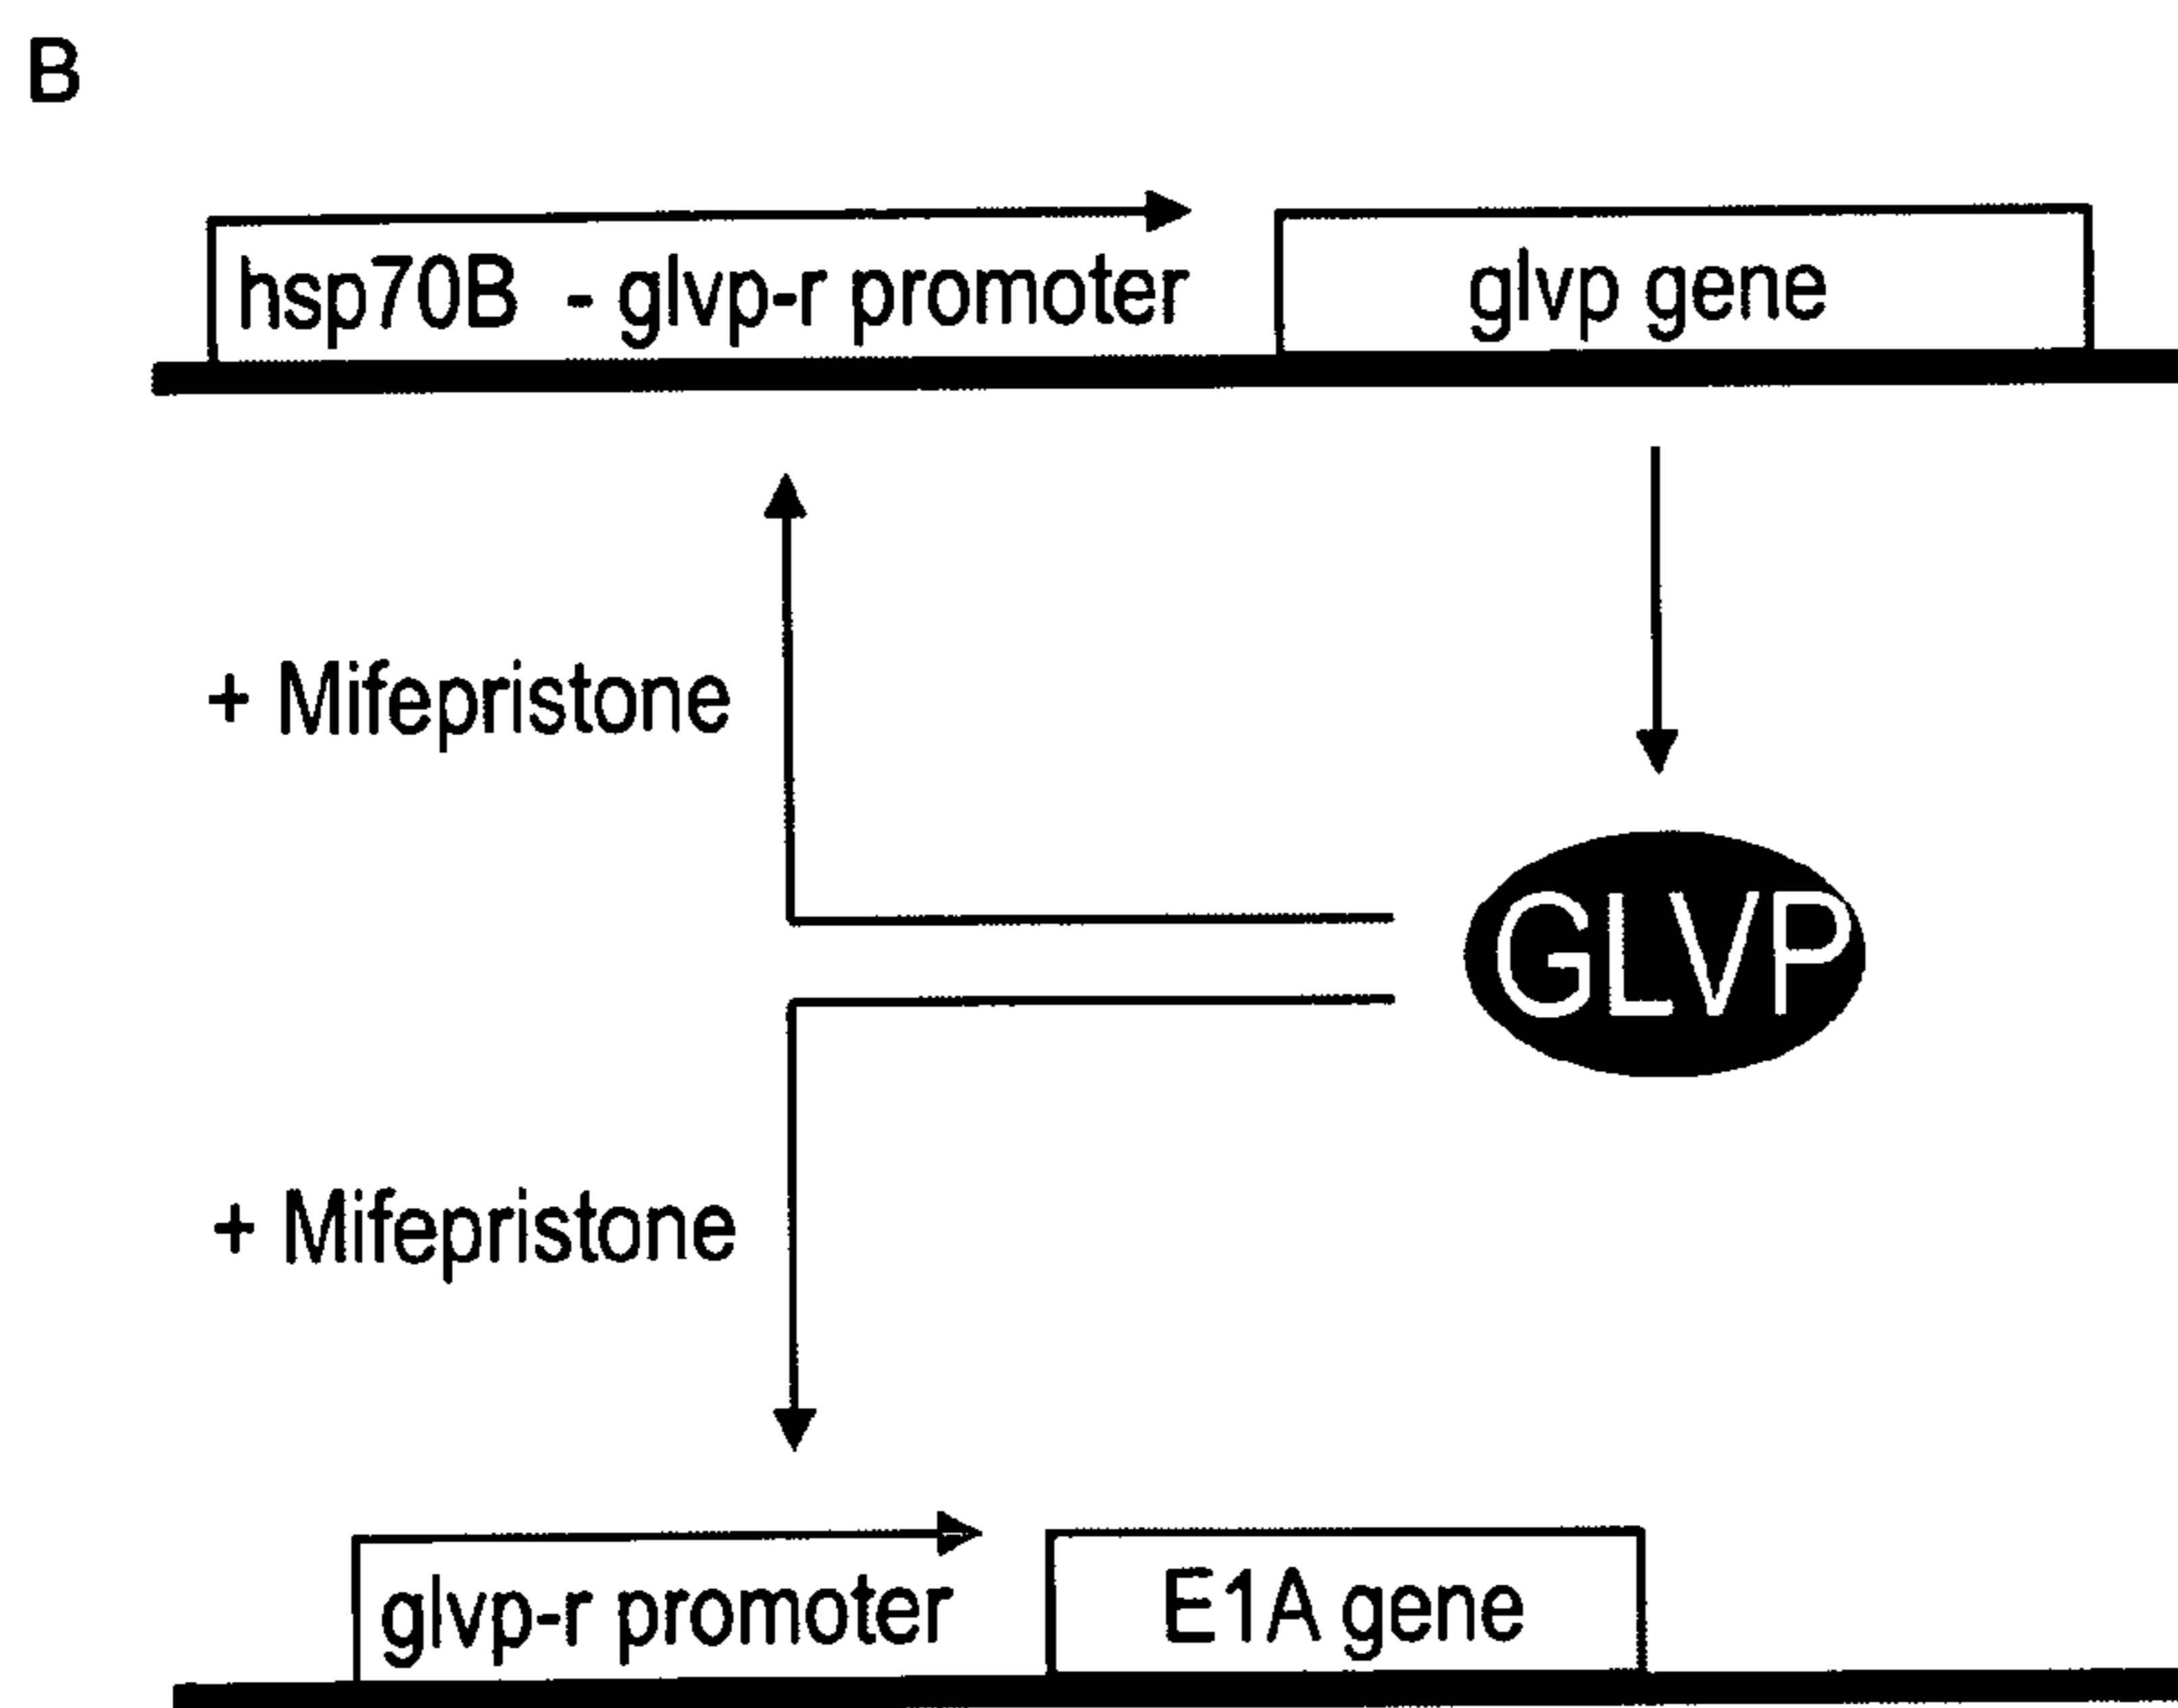 B
hsp70B - glvp-r promoter
glvp gene
+ Mifepristone
GLVP
+ Mifepristone
glvp-r promoter
E1A gene